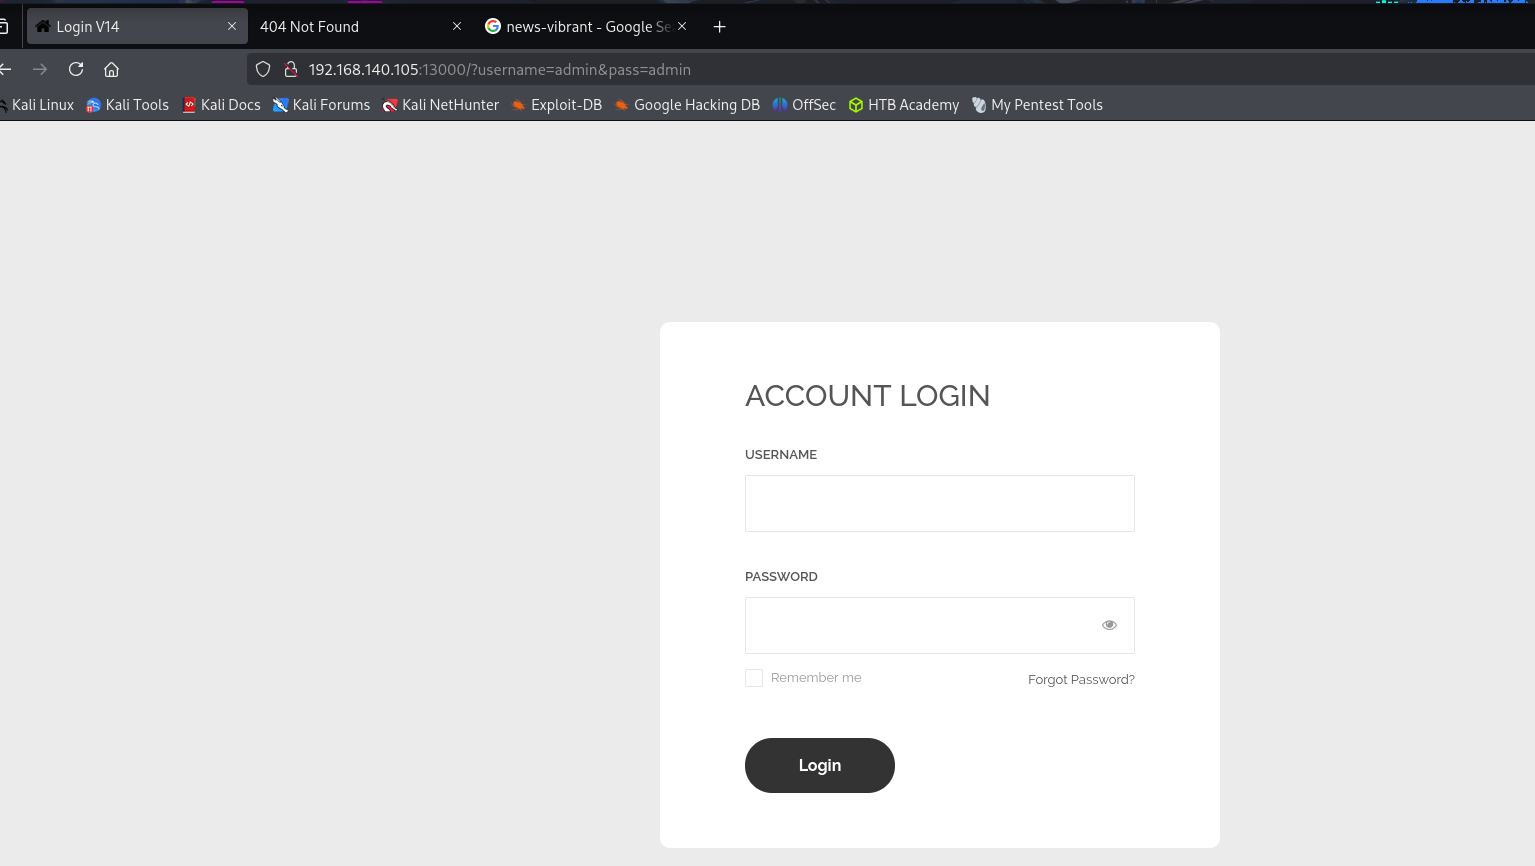 Login V14
404 Not Found
news-vibrant - Google Se
192.168.140.105:13000/?username=admin&pass=admin
Kali Linux Kali Tools Kali Docs Kali Forums Kali NetHunter Exploit-DB Google Hacking DB OffSec HTB Academy My Pentest Tools
ACCOUNT LOGIN
USERNAME
PASSWORD
Remember me Forgot Password?
Login